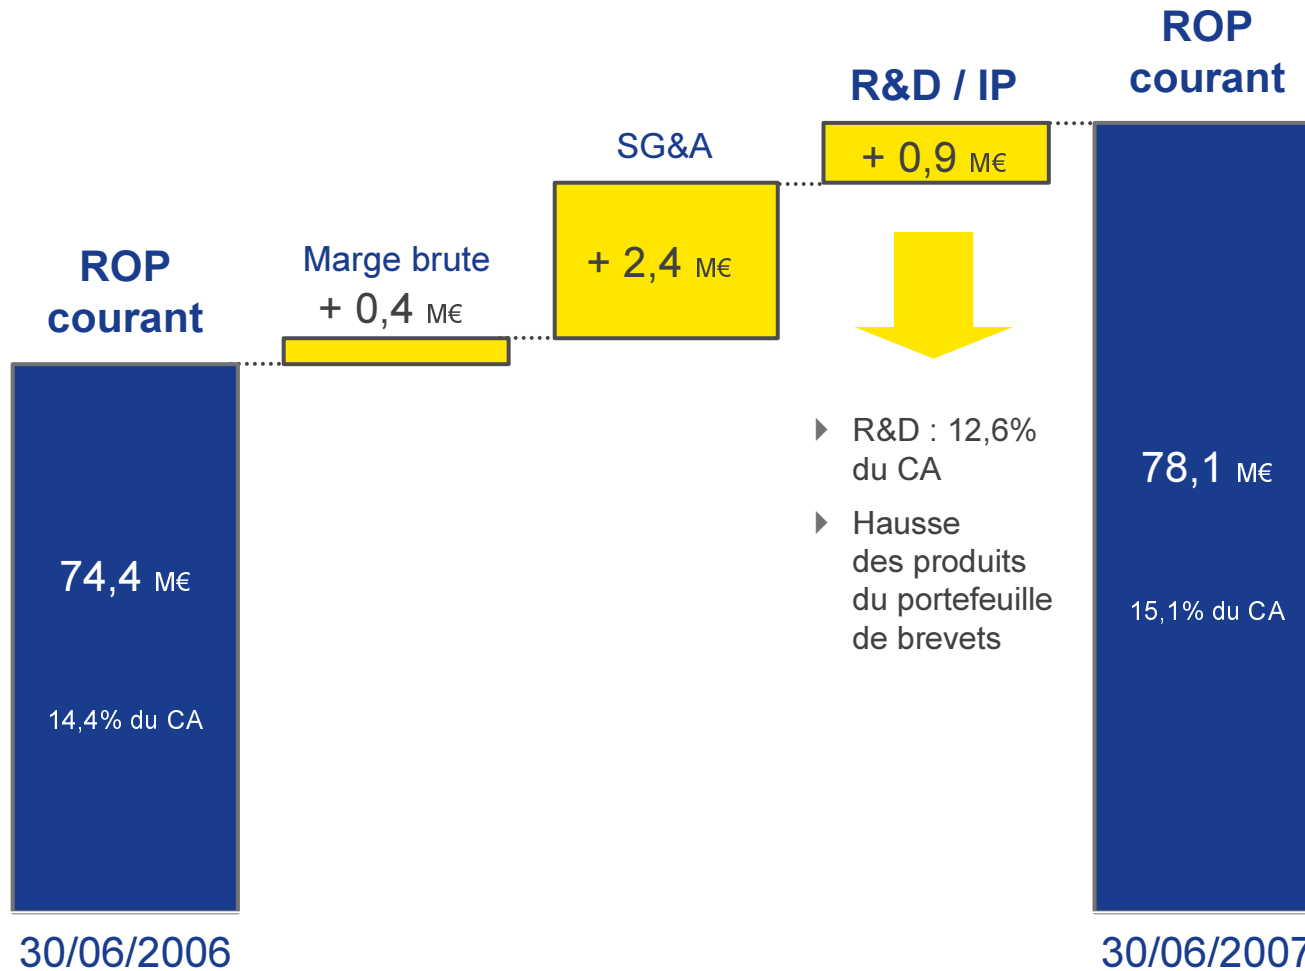 ROP
courant
74,4 M€
14,4% du CA
30/06/2006
Marge brute
+ 0,4 M€
SG&A
+ 2,4 M€
R&D / IP
+ 0,9 M€
R&D : 12,6%
du CA
Hausse
des produits
du portefeuille
de brevets
ROP
courant
78,1 M€
15,1% du CA
30/06/2007